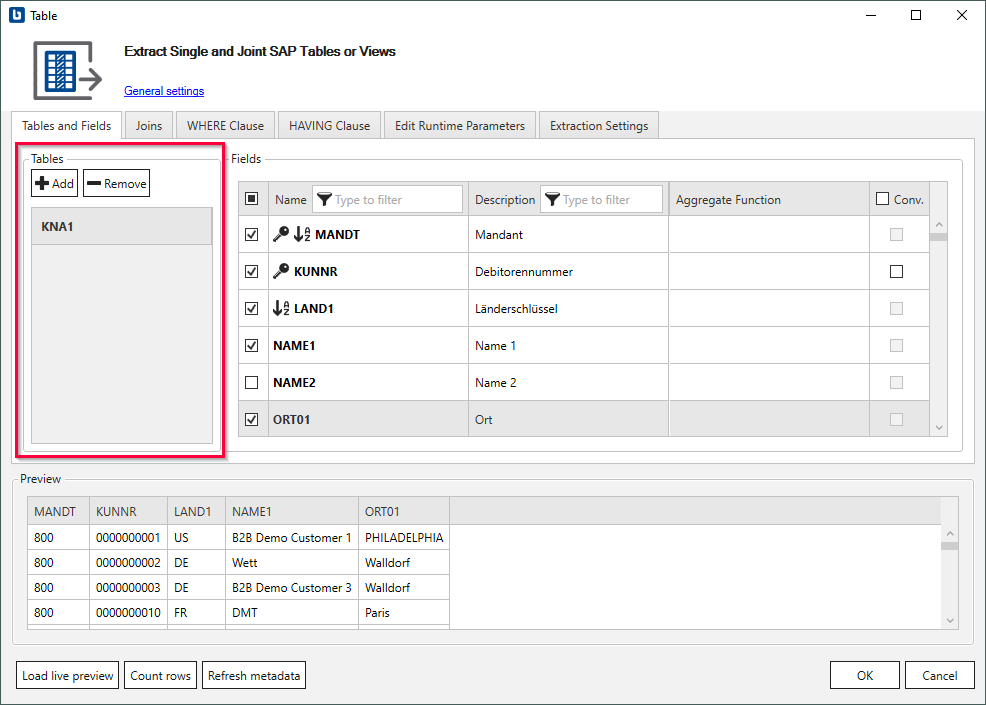 Table
Extract Single and Joint SAP Tables or Views
General settings
Tables and Fields Joins WHERE Clause HAVING Clause Edit Runtime Parameters Extraction Settings
Tables
Add Remove
KNA1
Fields
Name Type to filter Description Type to filter Aggregate Function Conv.
MANDT Mandant
KUNNR Debitorennummer
LAND1 Länderschlüssel
NAME1 Name 1
NAME2 Name 2
ORT01 Ort
Preview
MANDT KUNNR LAND1 NAME1 ORT01
800 0000000001 US B2B Demo Customer 1 PHILADELPHIA
800 0000000002 DE Wett Walldorf
800 0000000003 DE B2B Demo Customer 3 Walldorf
800 0000000010 FR DMT Paris
Load live preview Count rows Refresh metadata OK Cancel